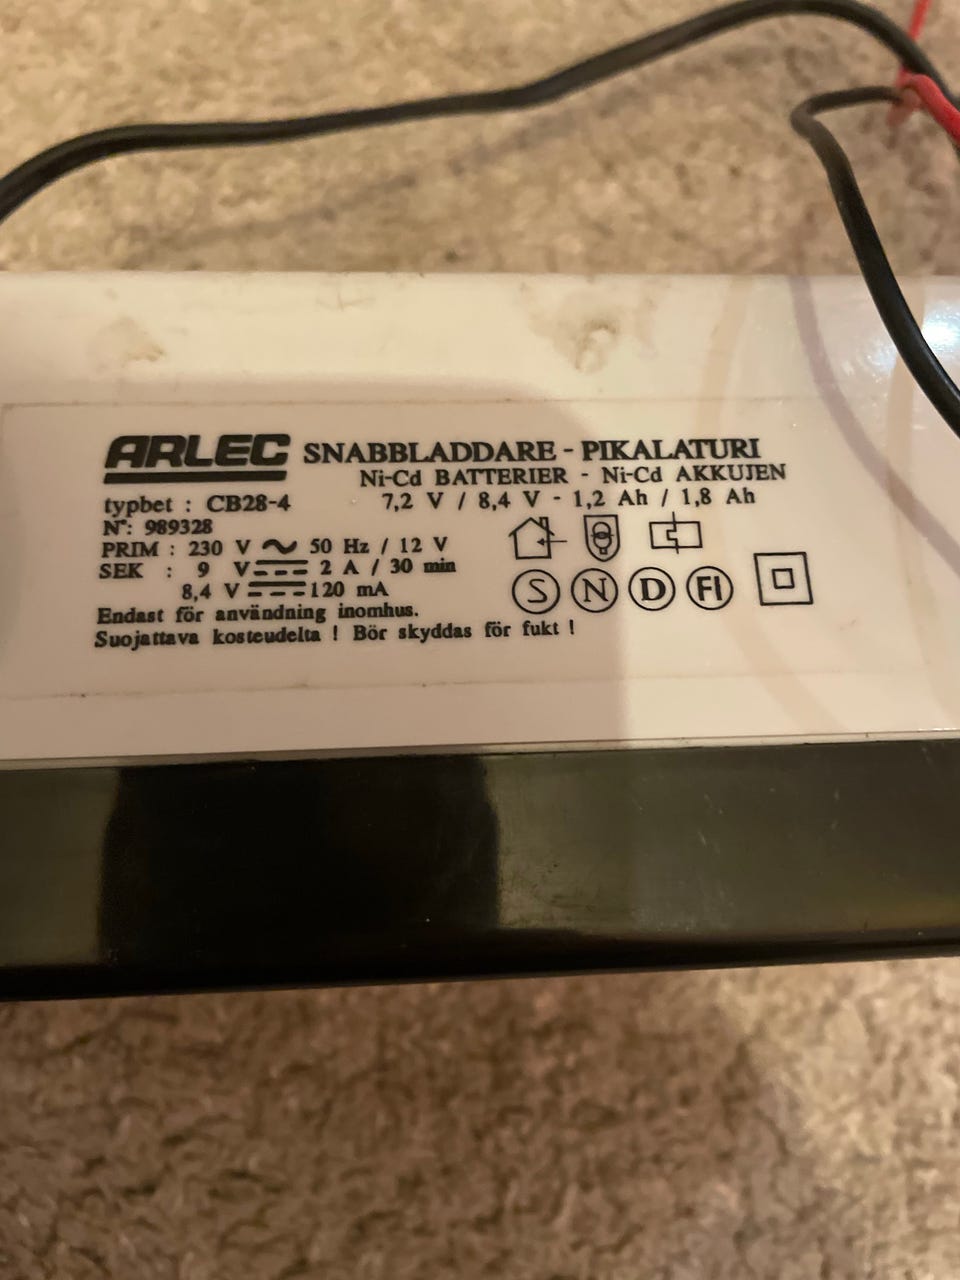 ARLEC SNABBLADDARE - PIKALATURI
Ni-Cd BATTERIER - Ni-Cd AKKUJEN
typbet : CB28-4 7,2 V / 8,4 V - 1,2 Ah / 1,8 Ah
N°: 989328
PRIM : 230 V ~ 50 Hz / 12 V
SEK : 9 V ⎓ 2 A / 30 min
8,4 V ⎓ 120 mA
S N D FI
Endast för användning inomhus.
Suojattava kosteudelta ! Bör skyddas för fukt !